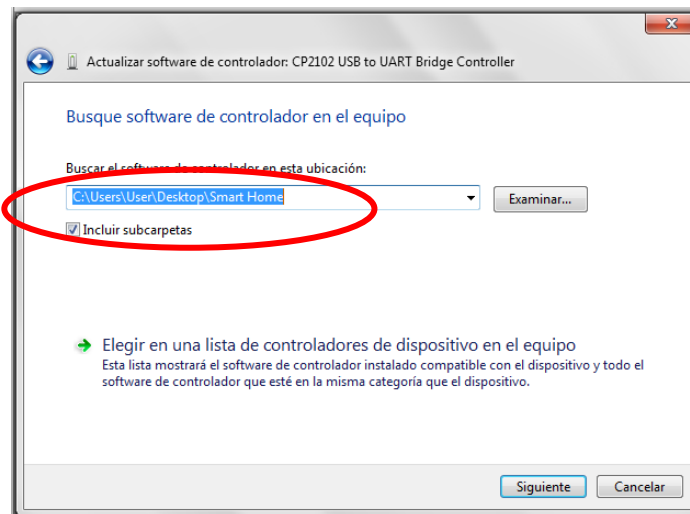 Actualizar software de controlador: CP2102 USB to UART Bridge Controller
Busque software de controlador en el equipo
Buscar el software de controlador en esta ubicación:
C:\Users\User\Desktop\Smart Home
Examinar...
Incluir subcarpetas
Elegir en una lista de controladores de dispositivo en el equipo
Esta lista mostrará el software de controlador instalado compatible con el dispositivo y todo el
software de controlador que esté en la misma categoría que el dispositivo.
Siguiente
Cancelar